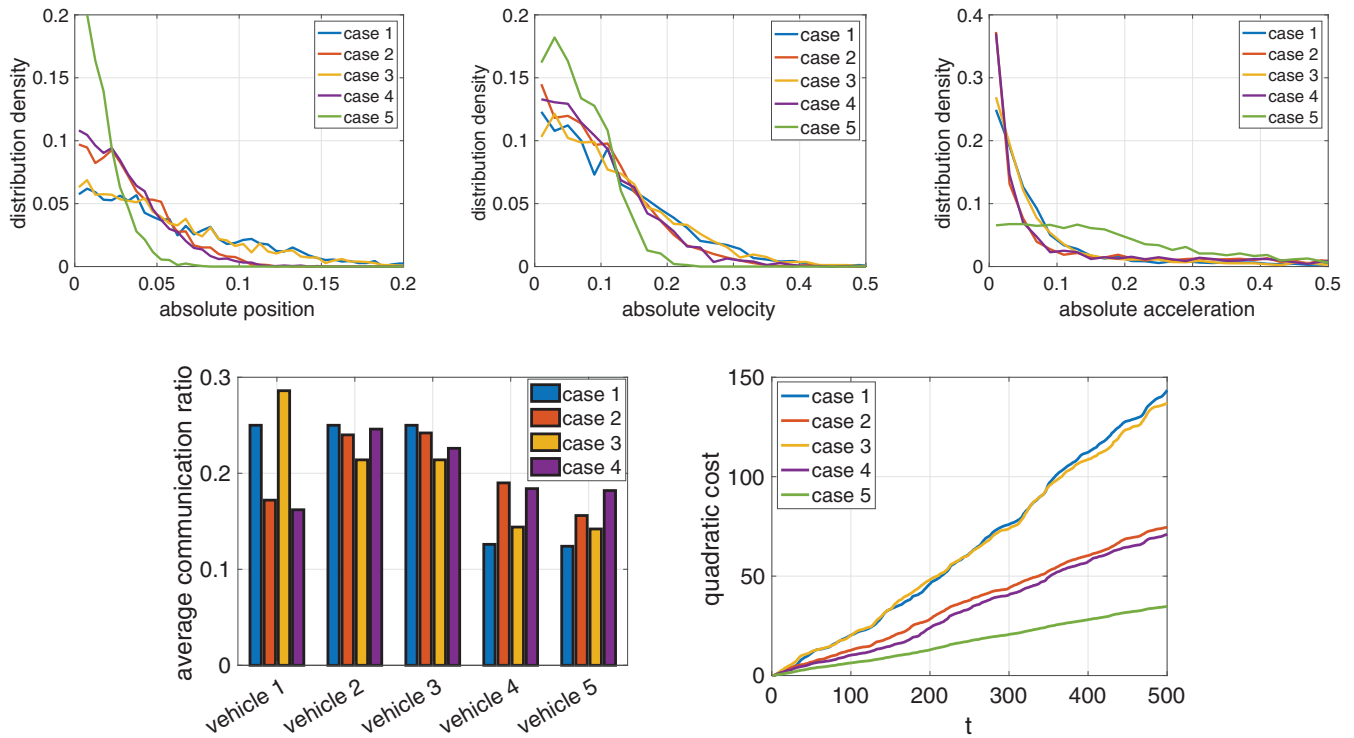 distribution density
0.2
0.15
0.1
0.05
0
0
0.05
0.1
0.15
0.2
absolute position
case 1
case 2
case 3
case 4
case 5
distribution density
0.2
0.15
0.1
0.05
0
0
0.1
0.2
0.3
0.4
0.5
absolute velocity
case 1
case 2
case 3
case 4
case 5
distribution density
0.4
0.3
0.2
0.1
0
0
0.1
0.2
0.3
0.4
0.5
absolute acceleration
case 1
case 2
case 3
case 4
case 5
average communication ratio
0.3
0.2
0.1
0
vehicle 1
vehicle 2
vehicle 3
vehicle 4
vehicle 5
case 1
case 2
case 3
case 4
quadratic cost
150
100
50
0
0
100
200
300
400
500
t
case 1
case 2
case 3
case 4
case 5